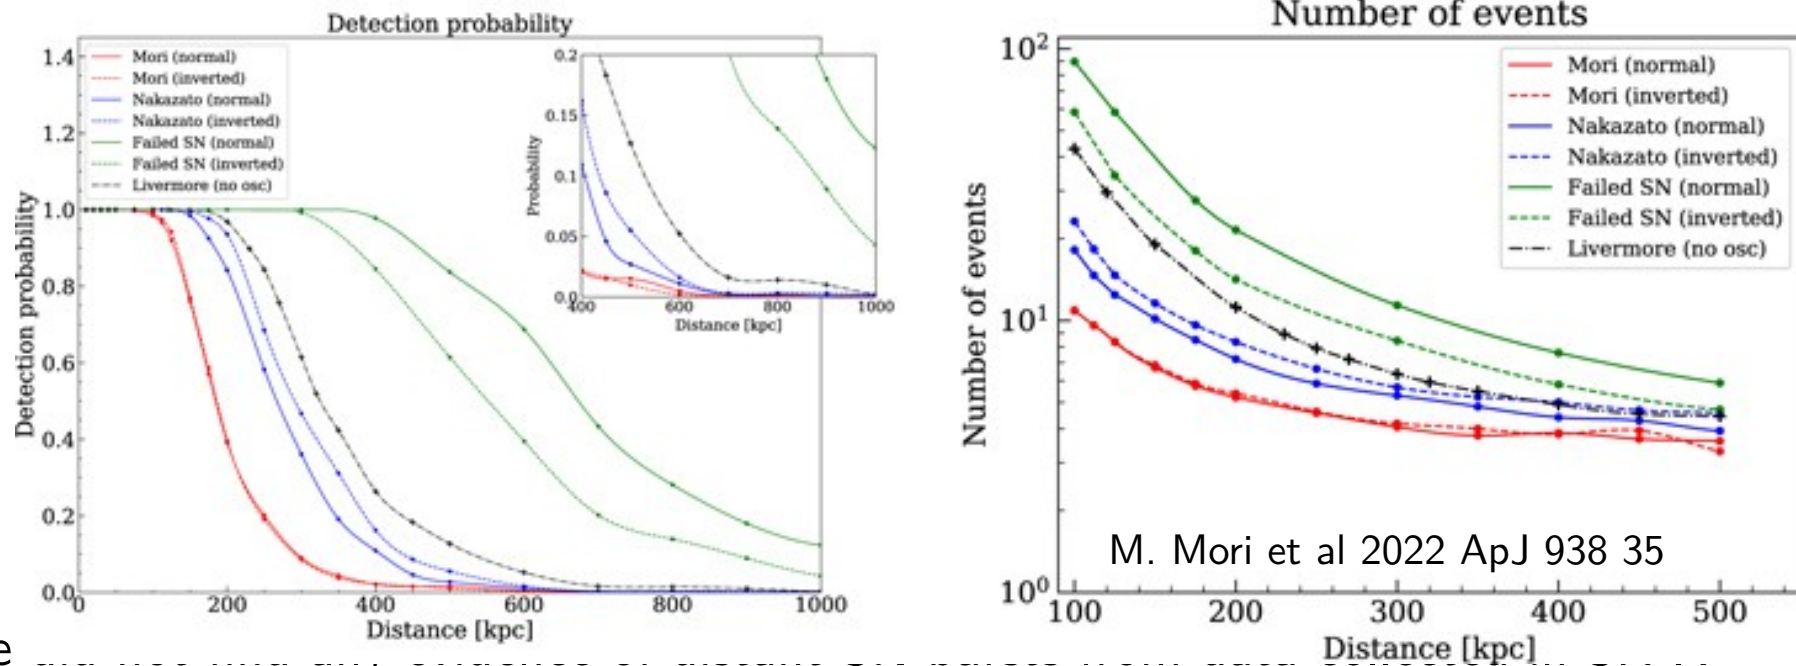 Detection probability
1.4
1.2
1.0
0.8
0.6
0.4
0.2
0.0
Detection probability
Mori (normal)
Mori (inverted)
Nakazato (normal)
Nakazato (inverted)
Failed SN (normal)
Failed SN (inverted)
Livermore (no osc)
0.2
0.15
0.1
0.05
0.0
Probability
400 600 800 1000
Distance [kpc]
0 200 400 600 800 1000
Distance [kpc]
Number of events
10²
10¹
10⁰
Number of events
Mori (normal)
Mori (inverted)
Nakazato (normal)
Nakazato (inverted)
Failed SN (normal)
Failed SN (inverted)
Livermore (no osc)
M. Mori et al 2022 ApJ 938 35
100 200 300 400 500
Distance [kpc]